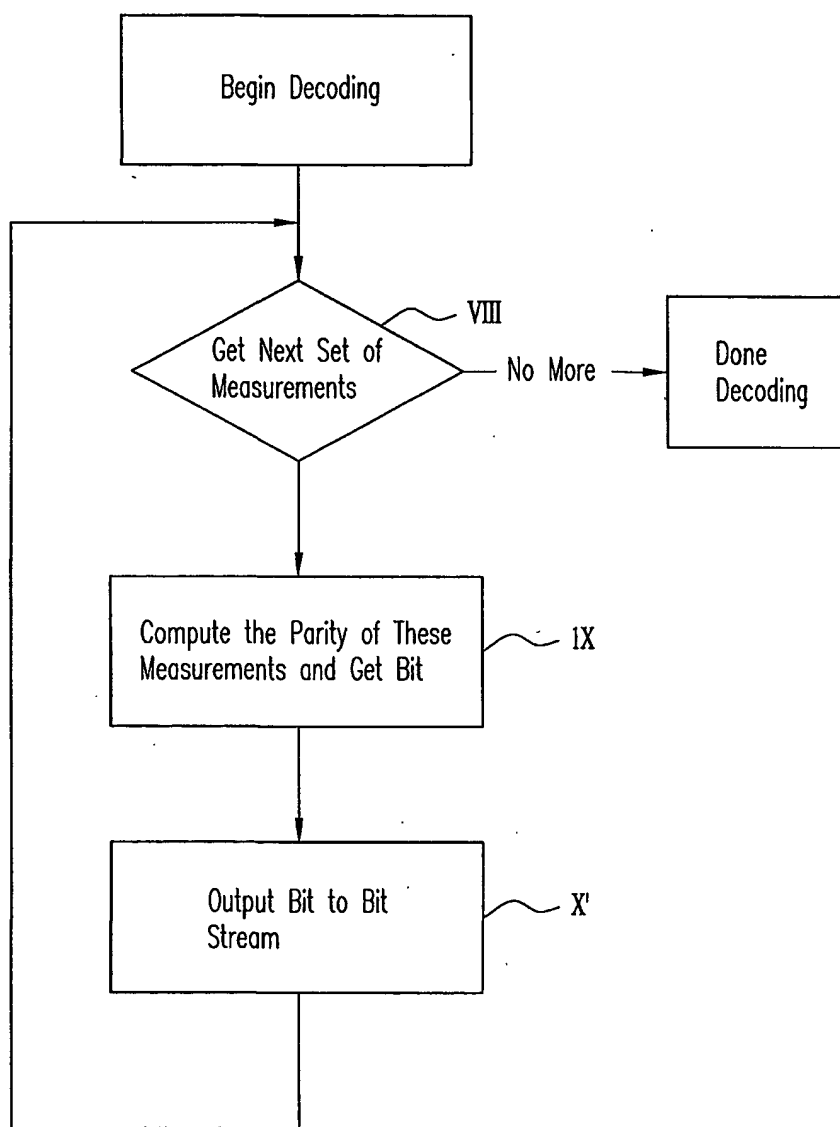 Begin Decoding
VIII
Get Next Set of
Measurements
No More
Done
Decoding
Compute the Parity of These
Measurements and Get Bit
1X
Output Bit to Bit
Stream
X'